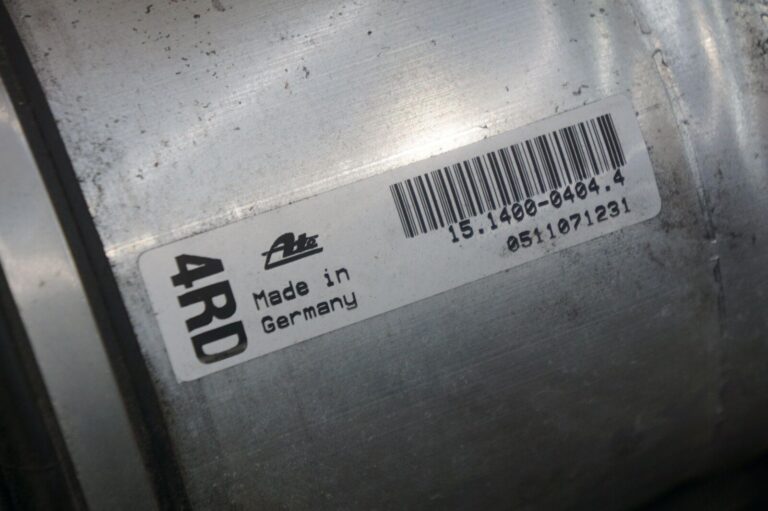 4RD
Ate
Made in
Germany
15.1400-0404.4
0511071231